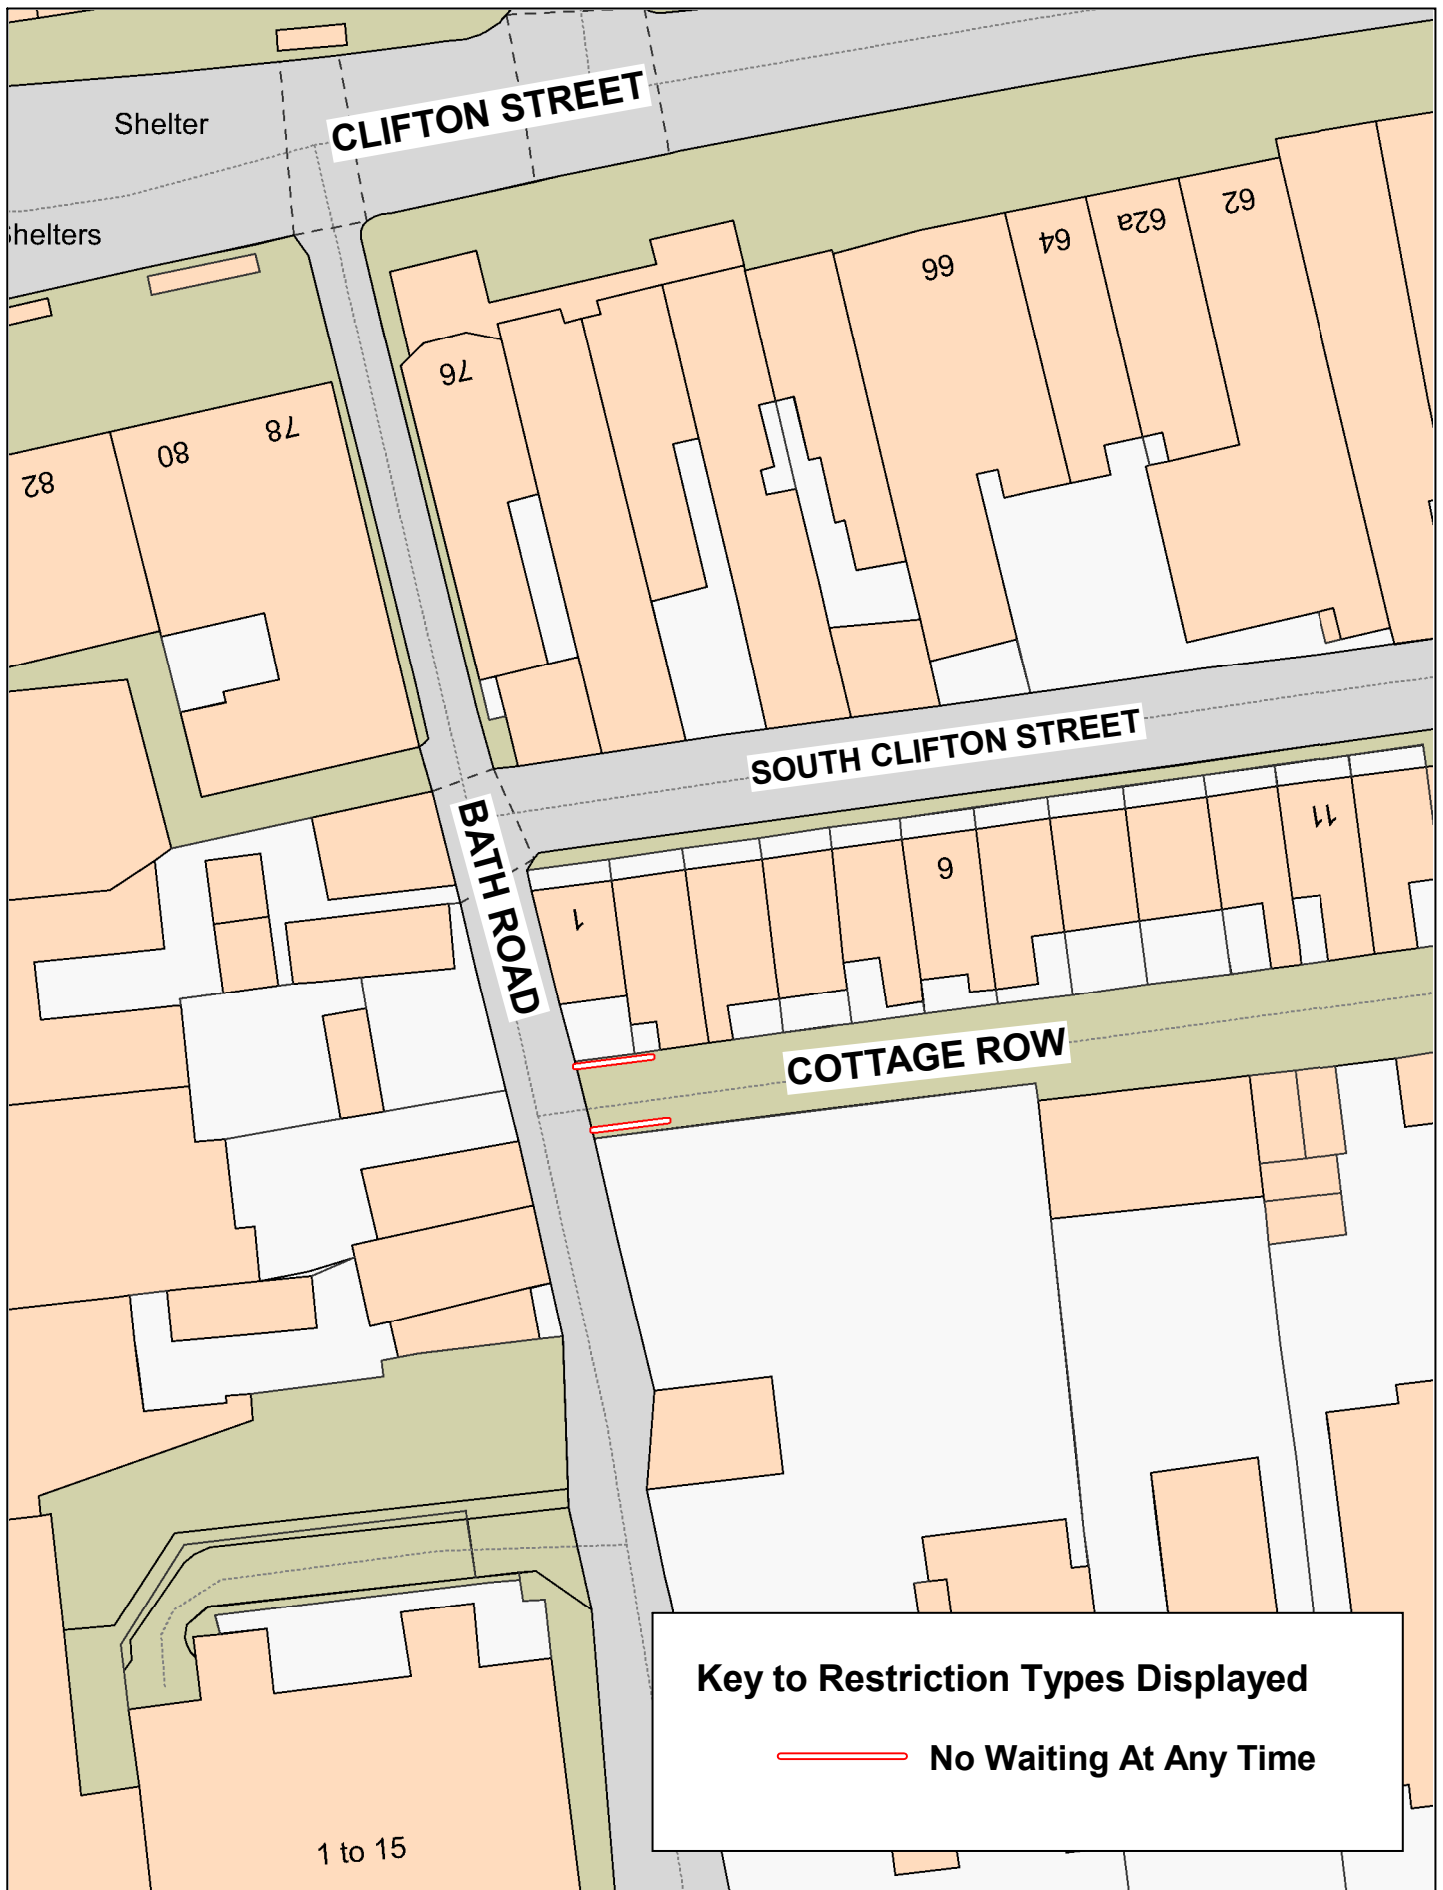 CLIFTON STREET
Shelter
Shelters
62
62a
64
66
76
78
80
82
SOUTH CLIFTON STREET
BATH ROAD
11
6
1
COTTAGE ROW
Key to Restriction Types Displayed
No Waiting At Any Time
1 to 15